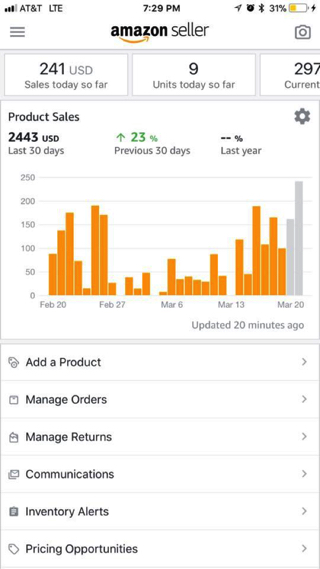 AT&T LTE 7:29 PM 31%
amazon seller
241 USD
Sales today so far
9
Units today so far
297
Current
Product Sales
2443 USD
Last 30 days
↑ 23 %
Previous 30 days
-- %
Last year
250
200
150
100
50
0
Feb 20 Feb 27 Mar 6 Mar 13 Mar 20
Updated 20 minutes ago
Add a Product
Manage Orders
Manage Returns
Communications
Inventory Alerts
Pricing Opportunities